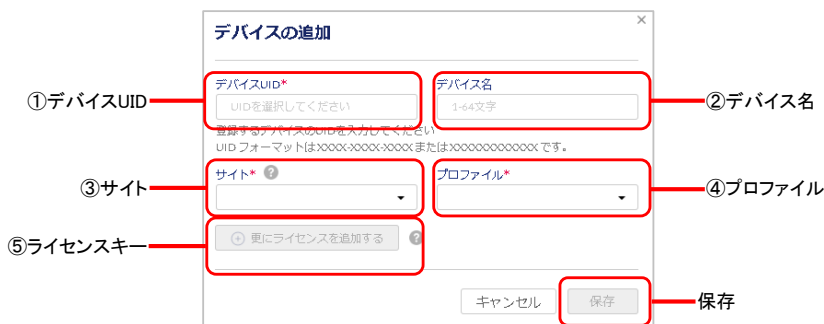 デバイスの追加
×
デバイスUID*
デバイス名
①デバイスUID
UIDを選択してください
1-64文字
②デバイス名
登録するデバイスのUIDを入力してください
UID フォーマットはXXXX-XXXX-XXXXまたはXXXXXXXXXXXXです。
サイト* ?
プロファイル*
③サイト
④プロファイル
⑤ライセンスキー
更にライセンスを追加する ?
キャンセル
保存
保存